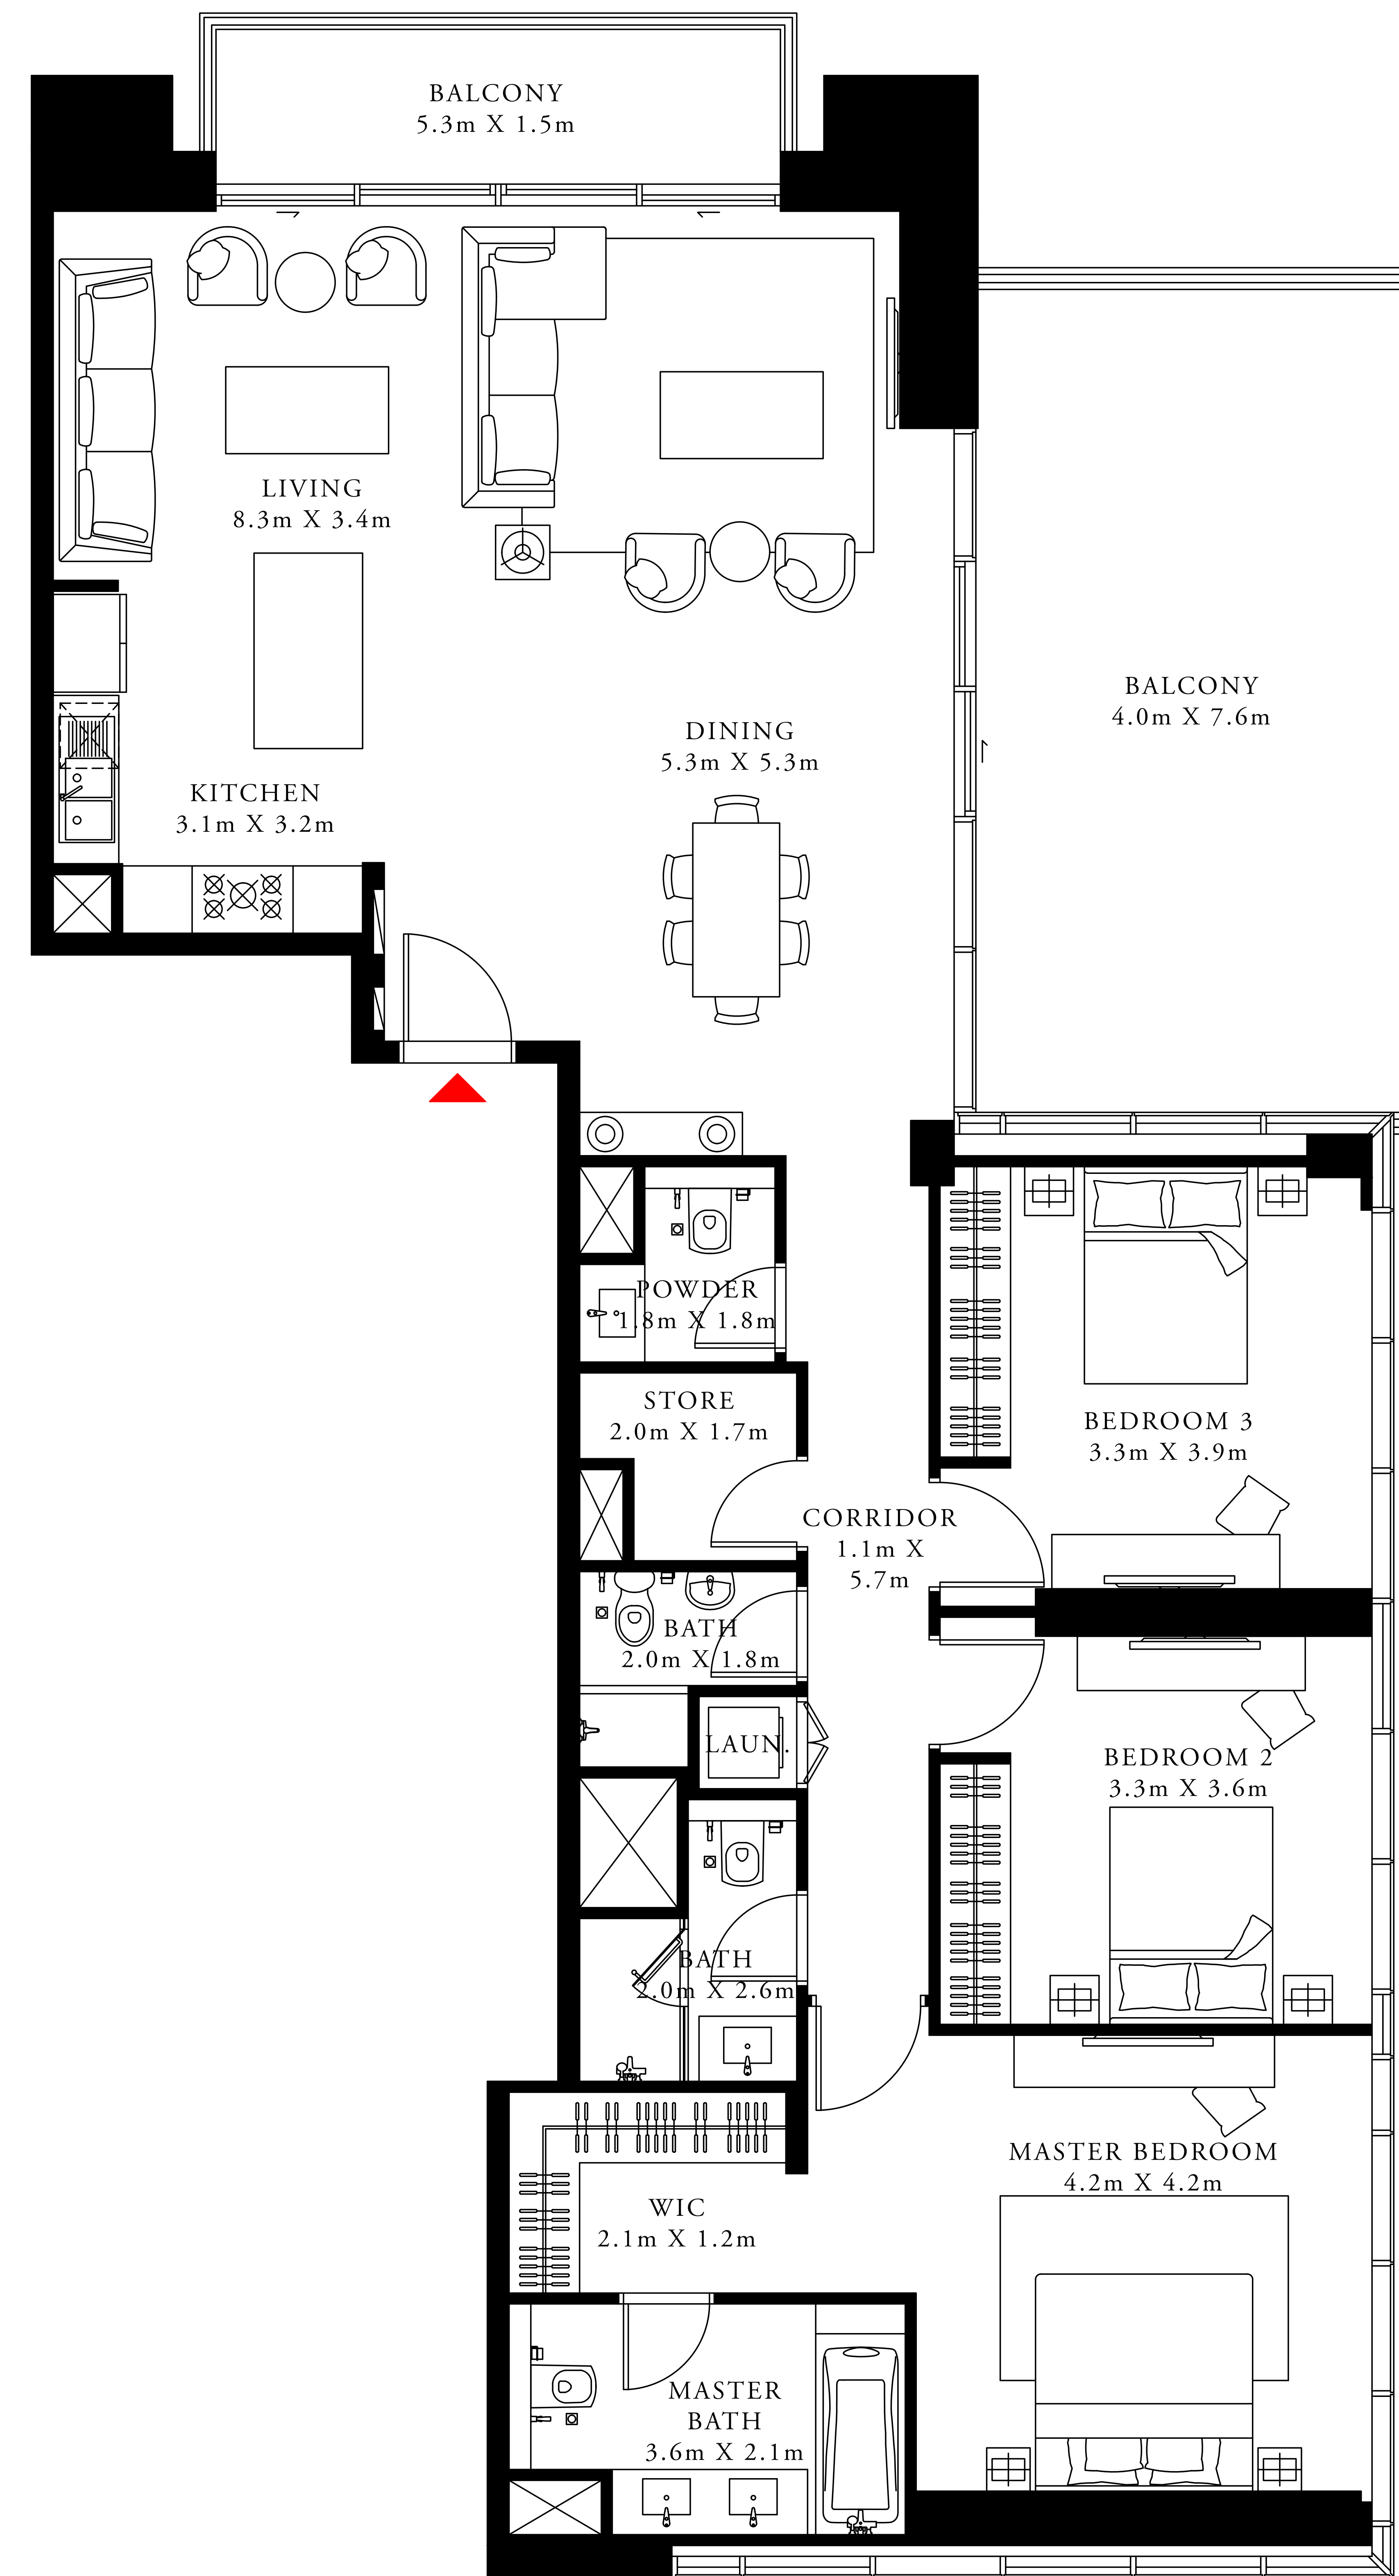 BALCONY
5.3m X 1.5m
LIVING
8.3m X 3.4m
BALCONY
4.0m X 7.6m
DINING
5.3m X 5.3m
KITCHEN
3.1m X 3.2m
POWDER
1.8m X 1.8m
STORE
2.0m X 1.7m
BEDROOM 3
3.3m X 3.9m
CORRIDOR
1.1m X
5.7m
BATH
2.0m X 1.8m
LAUN.
BEDROOM 2
3.3m X 3.6m
BATH
2.0m X 2.6m
MASTER BEDROOM
4.2m X 4.2m
WIC
2.1m X 1.2m
MASTER
BATH
3.6m X 2.1m